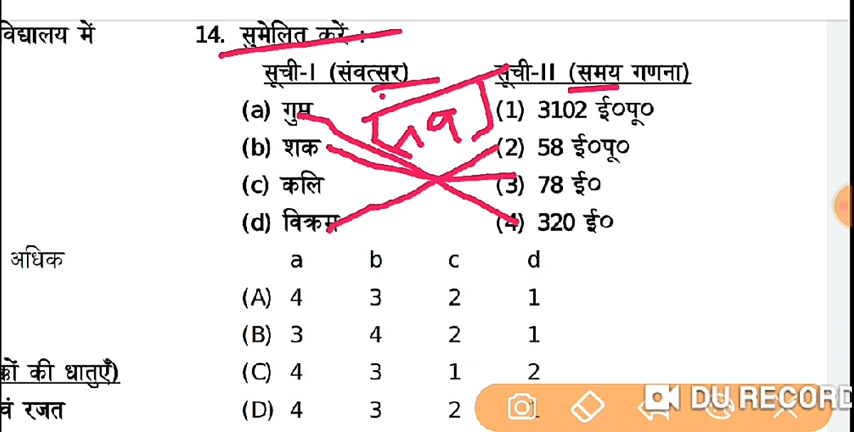 विद्यालय में
14. सुमेलित करें :
सूची-I (संवत्सर) सूची-II (समय गणना)
(a) गुप्त (1) 3102 ई०पू०
(b) शक (2) 58 ई०पू०
(c) कलि (3) 78 ई०
(d) विक्रम (4) 320 ई०
अधिक
a b c d
(A) 4 3 2 1
(B) 3 4 2 1
(C) 4 3 1 2
कों की धातुएँ)
(D) 4 3 2
वं रजत
DU RECORD